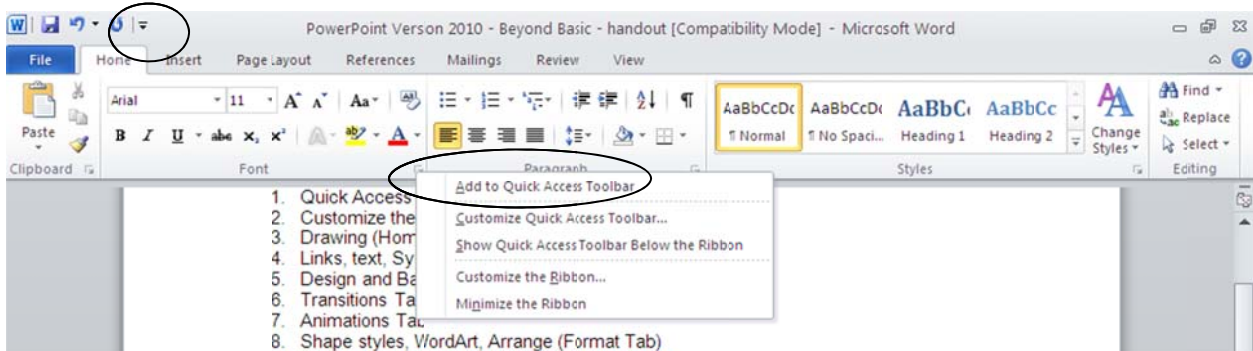 PowerPoint Verson 2010 - Beyond Basic - handout [Compatibility Mode] - Microsoft Word
File Home Insert Page Layout References Mailings Review View
Arial 11 Aa
AaBbCcDc AaBbCcDc AaBbC AaBbCc
Paste B I U abe x, x² A
¶ Normal ¶ No Spaci... Heading 1 Heading 2
Change Styles
Find
Replace
Select
Clipboard Font Paragraph Styles Editing
Add to Quick Access Toolbar
Customize Quick Access Toolbar...
Show Quick Access Toolbar Below the Ribbon
Customize the Ribbon...
Minimize the Ribbon
1. Quick Access
2. Customize the
3. Drawing (Hom
4. Links, text, Sy
5. Design and Ba
6. Transitions Ta
7. Animations Tab
8. Shape styles, WordArt, Arrange (Format Tab)